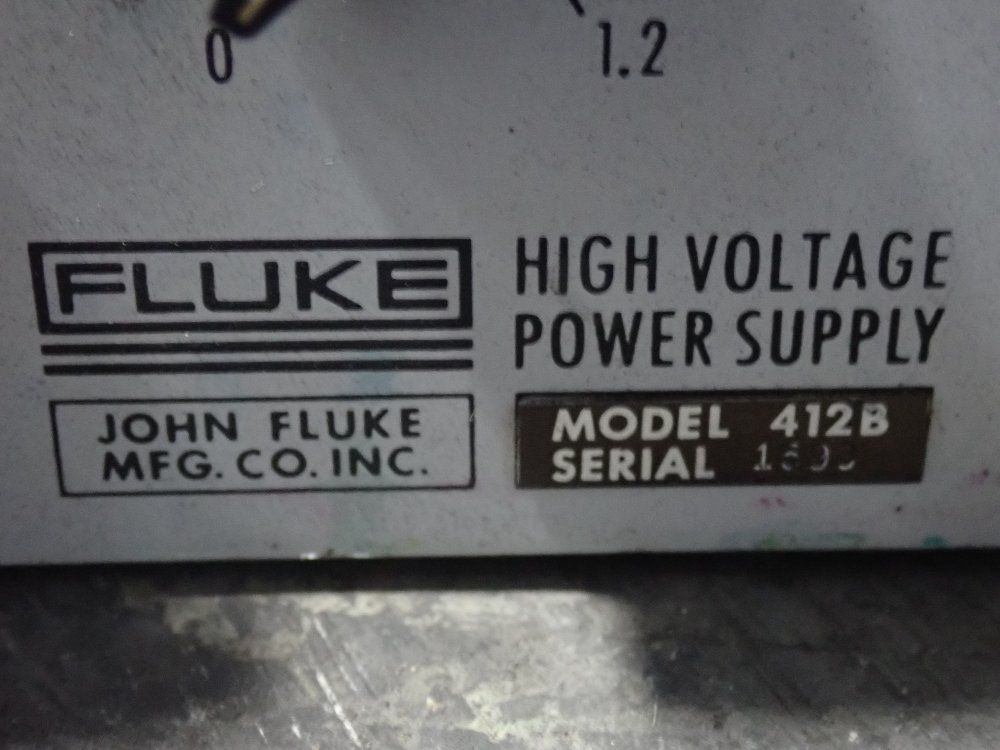 0 1.2
FLUKE
HIGH VOLTAGE
POWER SUPPLY
JOHN FLUKE
MFG. CO. INC.
MODEL 412B
SERIAL